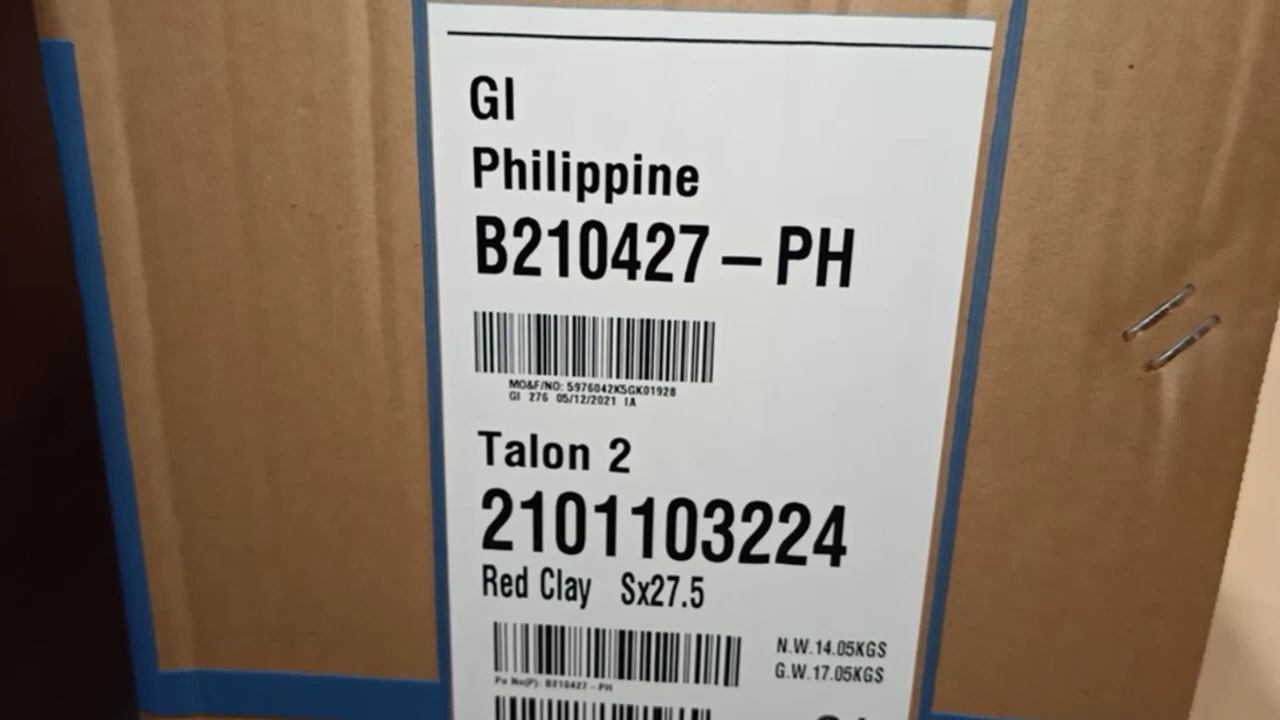 GI
Philippine
B210427-PH
MO&F/NO: 5976042K5GK01928
GI 276 05/12/2021 IA
Talon 2
2101103224
Red Clay Sx27.5
N.W.14.05KGS
G.W.17.05KGS
Po No(P): B210427-PH